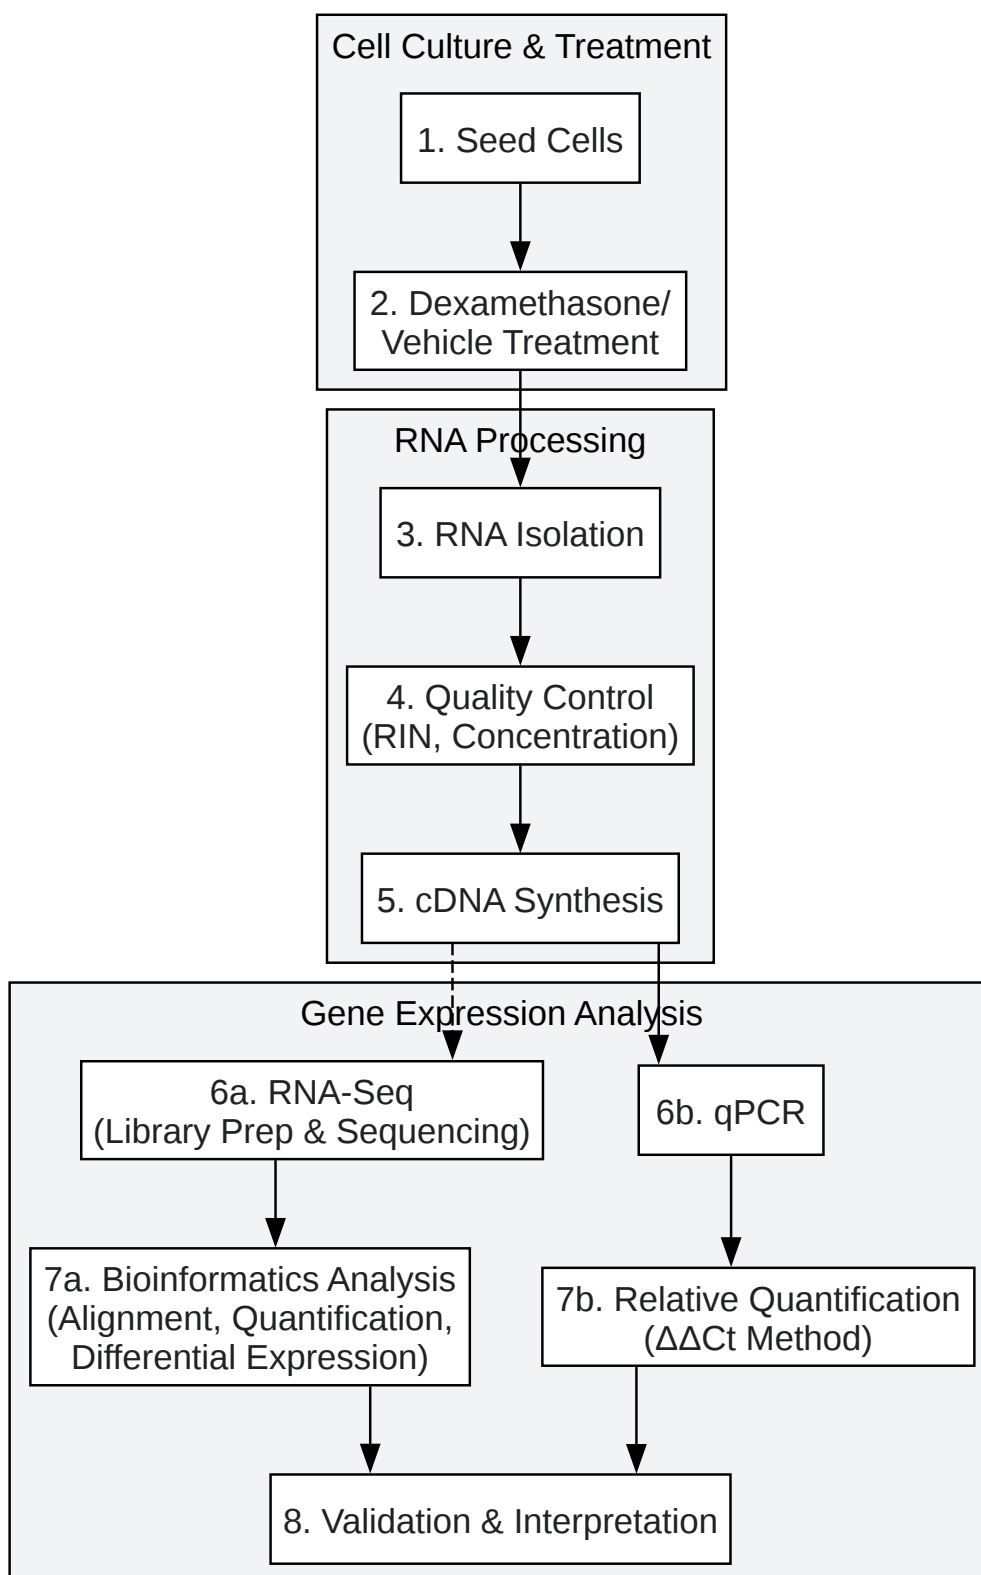 Cell Culture & Treatment
1. Seed Cells
2. Dexamethasone/
Vehicle Treatment
RNA Processing
3. RNA Isolation
4. Quality Control
(RIN, Concentration)
5. cDNA Synthesis
Gene Expression Analysis
6a. RNA-Seq
(Library Prep & Sequencing)
6b. qPCR
7a. Bioinformatics Analysis
(Alignment, Quantification,
Differential Expression)
7b. Relative Quantification
(ΔΔCt Method)
8. Validation & Interpretation